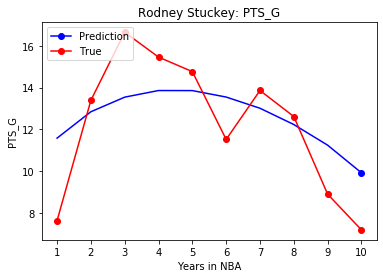 Rodney Stuckey: PTS_G
Prediction
True
16
14
12
10
8
PTS_G
1 2 3 4 5 6 7 8 9 10
Years in NBA